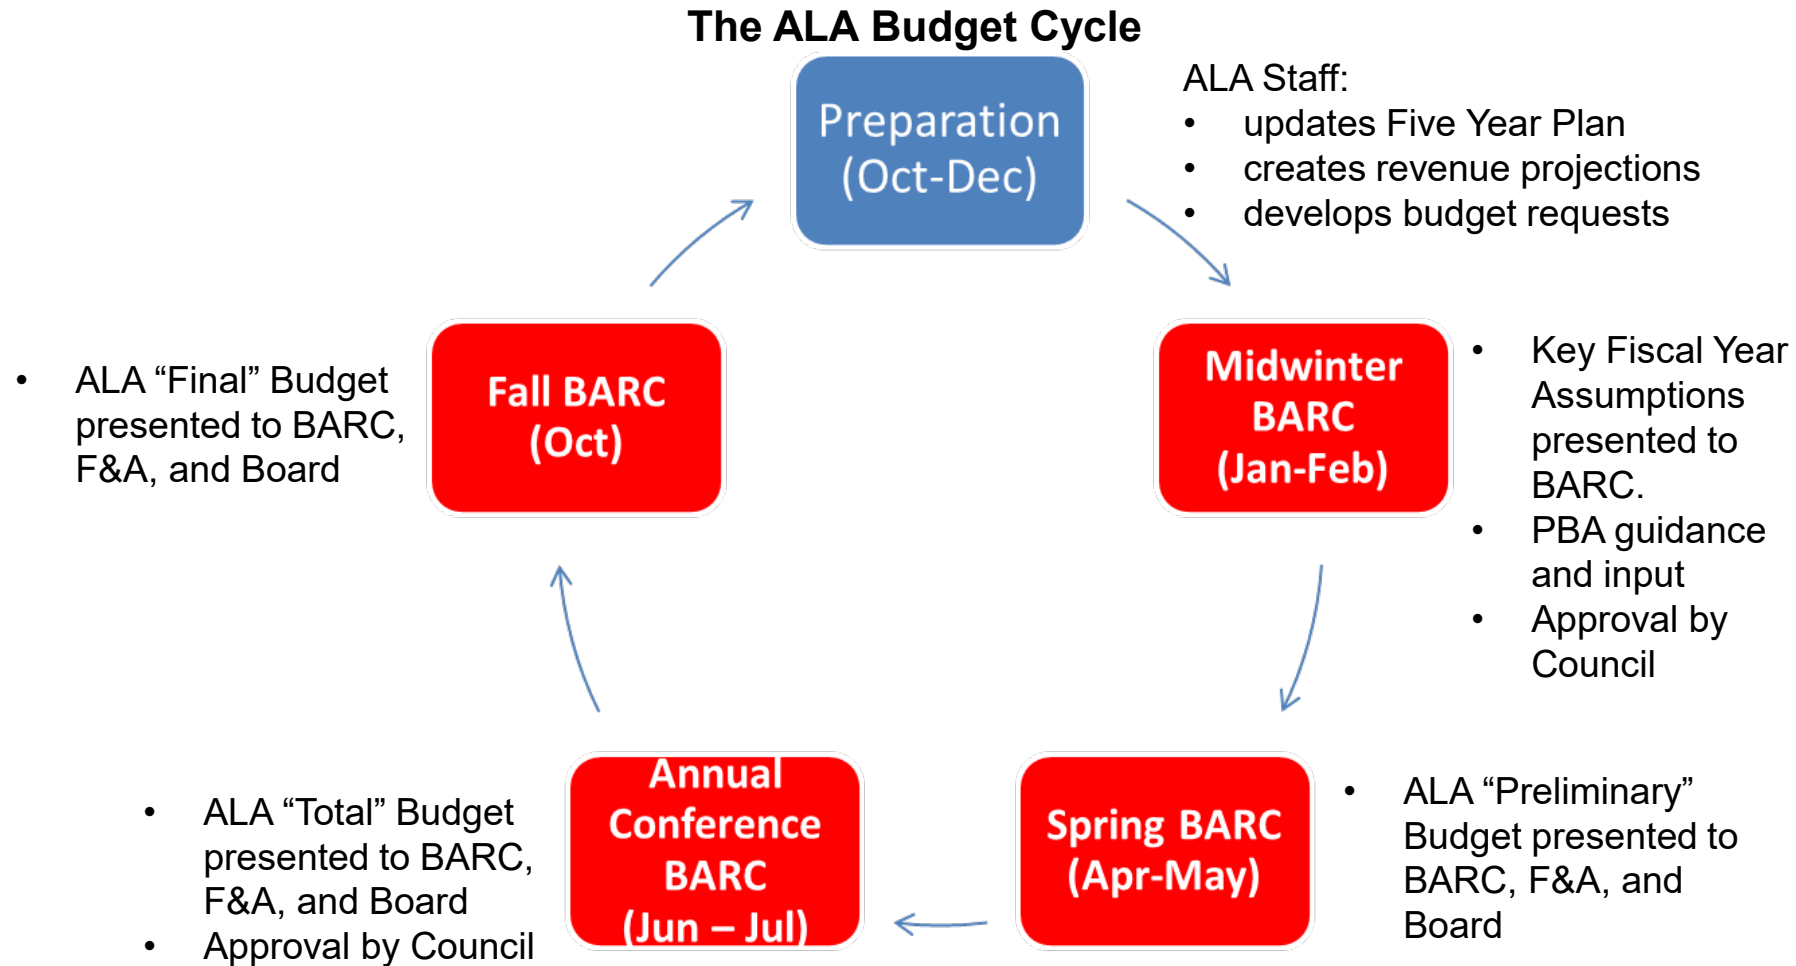 The ALA Budget Cycle
Preparation
(Oct-Dec)
ALA Staff:
• updates Five Year Plan
• creates revenue projections
• develops budget requests
Midwinter
BARC
(Jan-Feb)
• Key Fiscal Year
Assumptions
presented to
BARC.
• PBA guidance
and input
• Approval by
Council
Spring BARC
(Apr-May)
• ALA “Preliminary”
Budget presented to
BARC, F&A, and
Board
Annual
Conference
BARC
(Jun – Jul)
• ALA “Total” Budget
presented to BARC,
F&A, and Board
• Approval by Council
Fall BARC
(Oct)
• ALA “Final” Budget
presented to BARC,
F&A, and Board